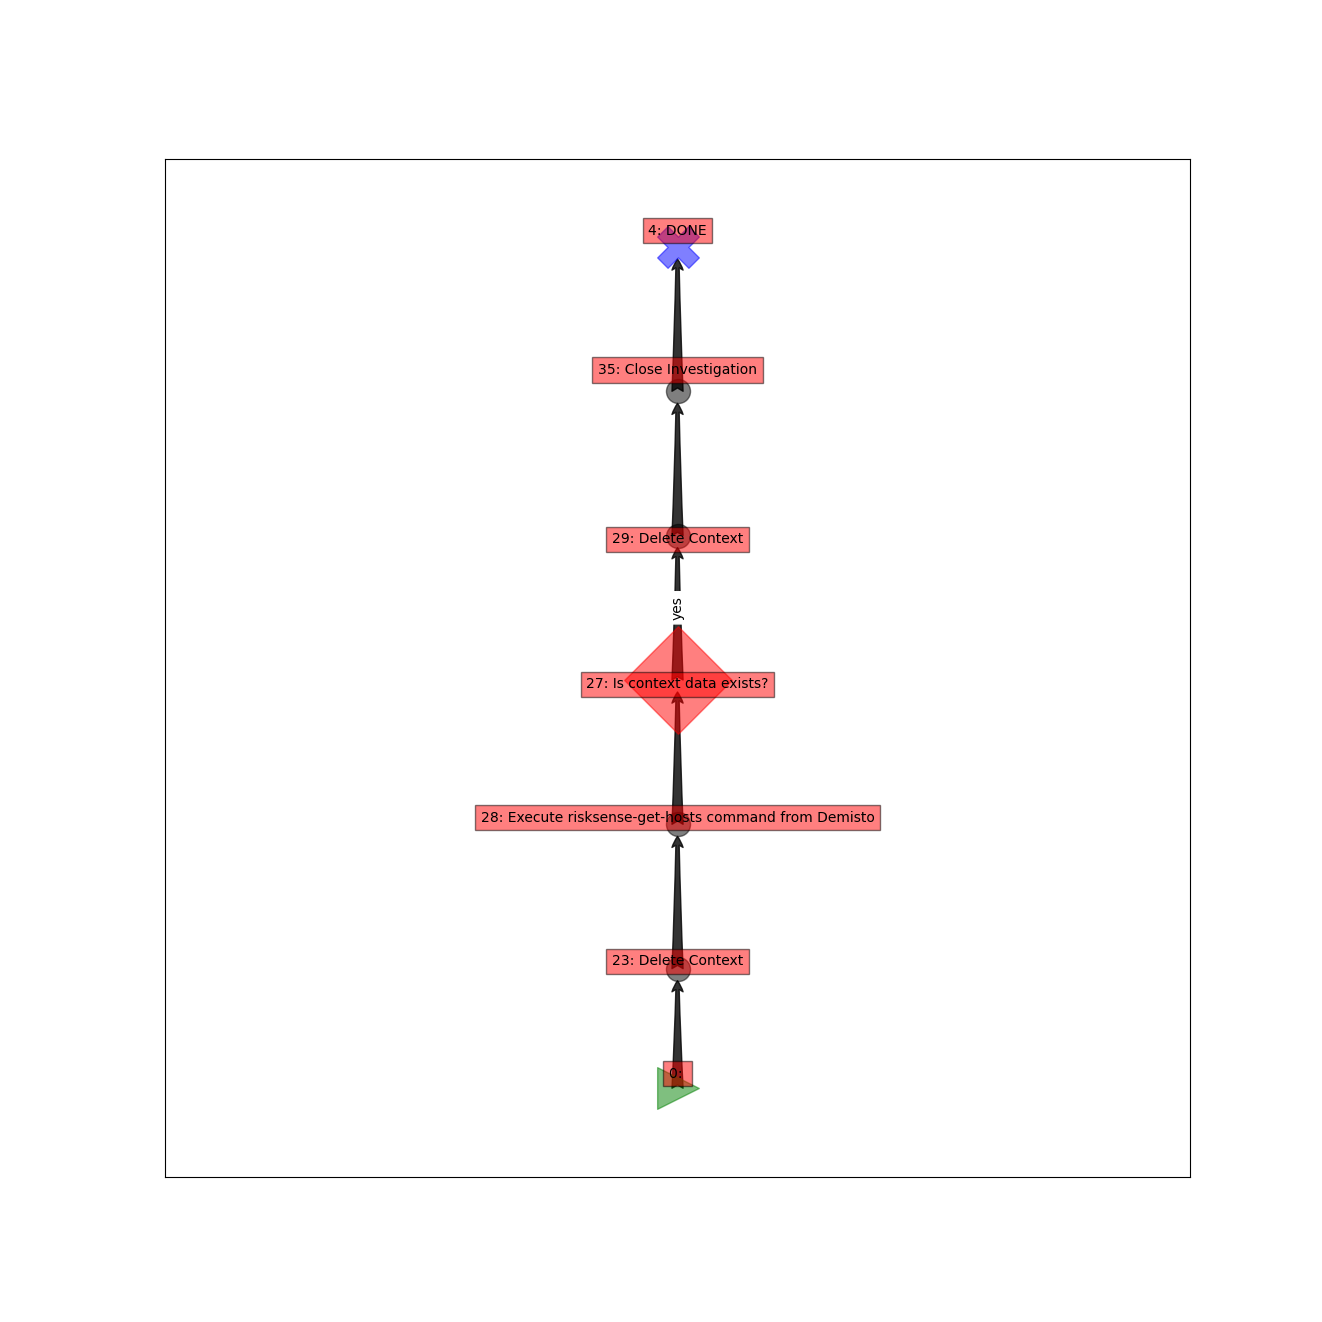 4: DONE
35: Close Investigation
29: Delete Context
yes
27: Is context data exists?
28: Execute risksense-get-hosts command from Demisto
23: Delete Context
0: